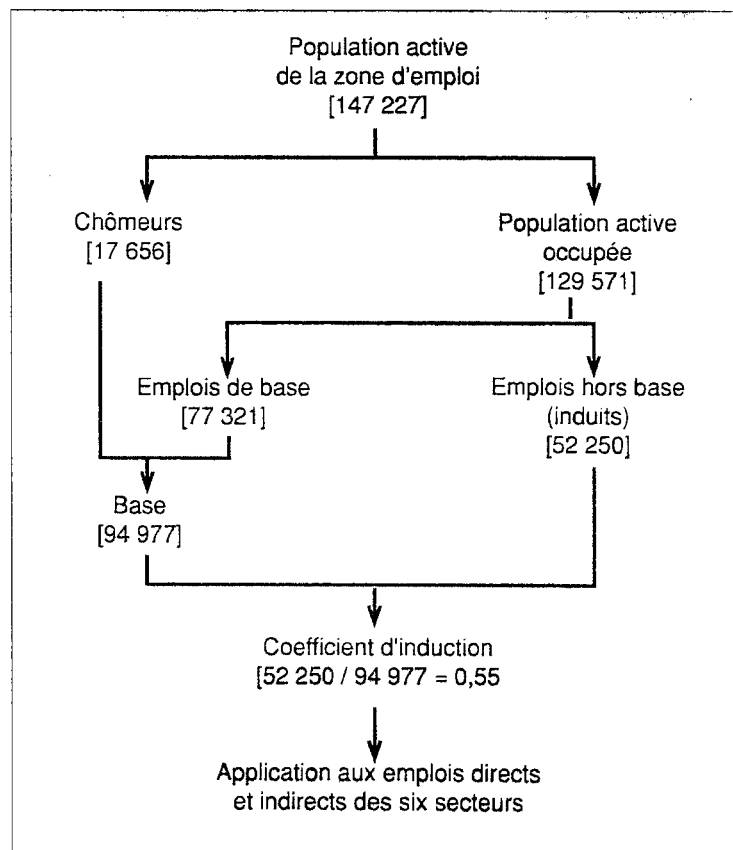 Population active
de la zone d'emploi
[147 227]
Chômeurs
[17 656]
Population active
occupée
[129 571]
Emplois de base
[77 321]
Emplois hors base
(induits)
[52 250]
Base
[94 977]
Coefficient d'induction
[52 250 / 94 977 = 0,55
Application aux emplois directs
et indirects des six secteurs